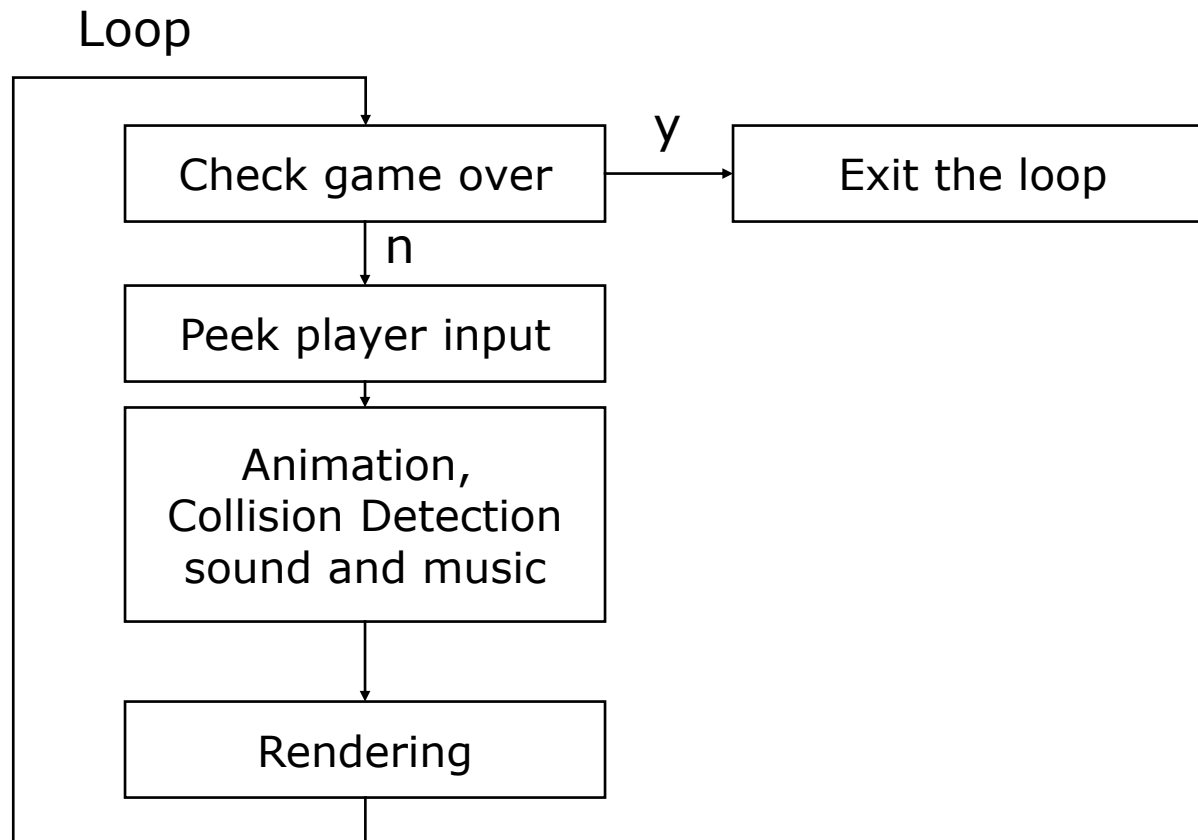 Loop
Check game over
y
Exit the loop
n
Peek player input
Animation,
Collision Detection
sound and music
Rendering